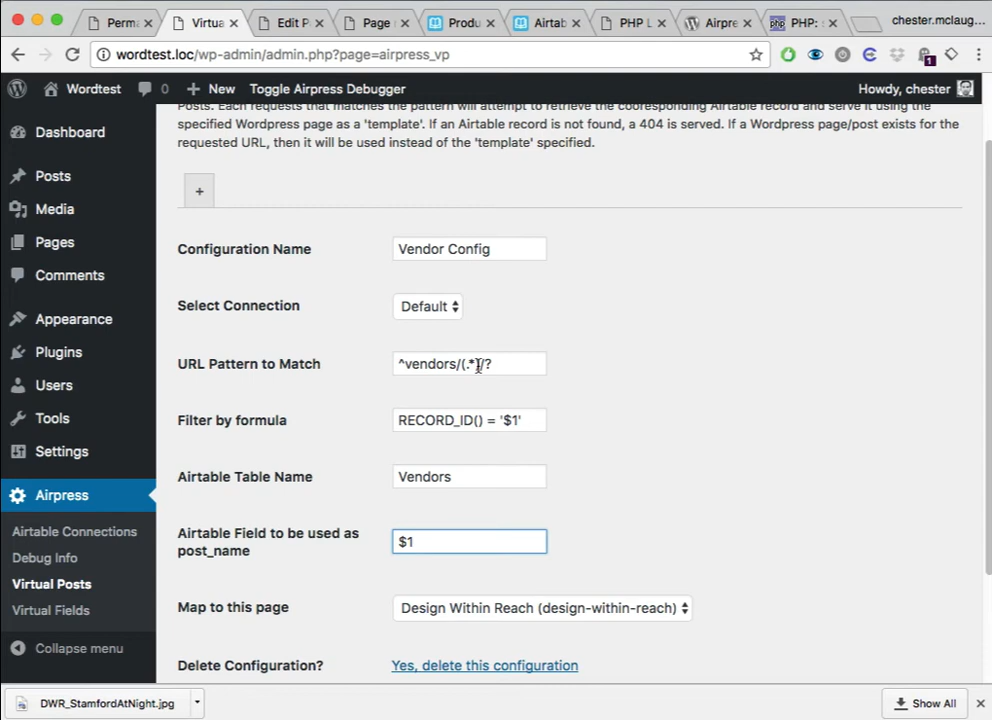 Perma
Virtua
Edit P
Page
Produ
Airtab
PHP L
Airpre
PHP:
chester.mclaug...
wordtest.loc/wp-admin/admin.php?page=airpress_vp
1
Wordtest
0
New
Toggle Airpress Debugger
Howdy, chester
Posts. Each requests that matches the pattern will attempt to retrieve the cooresponding Airtable record and serve it using the
specified Wordpress page as a 'template'. If an Airtable record is not found, a 404 is served. If a Wordpress page/post exists for the
requested URL, then it will be used instead of the 'template' specified.
+
Dashboard
Posts
Media
Pages
Comments
Appearance
Plugins
Users
Tools
Settings
Airpress
Airtable Connections
Debug Info
Virtual Posts
Virtual Fields
Collapse menu
Configuration Name
Vendor Config
Select Connection
Default
URL Pattern to Match
^vendors/(.*)/?
Filter by formula
RECORD_ID() = '$1'
Airtable Table Name
Vendors
Airtable Field to be used as
post_name
$1
Map to this page
Design Within Reach (design-within-reach)
Delete Configuration?
Yes, delete this configuration
DWR_StamfordAtNight.jpg
Show All